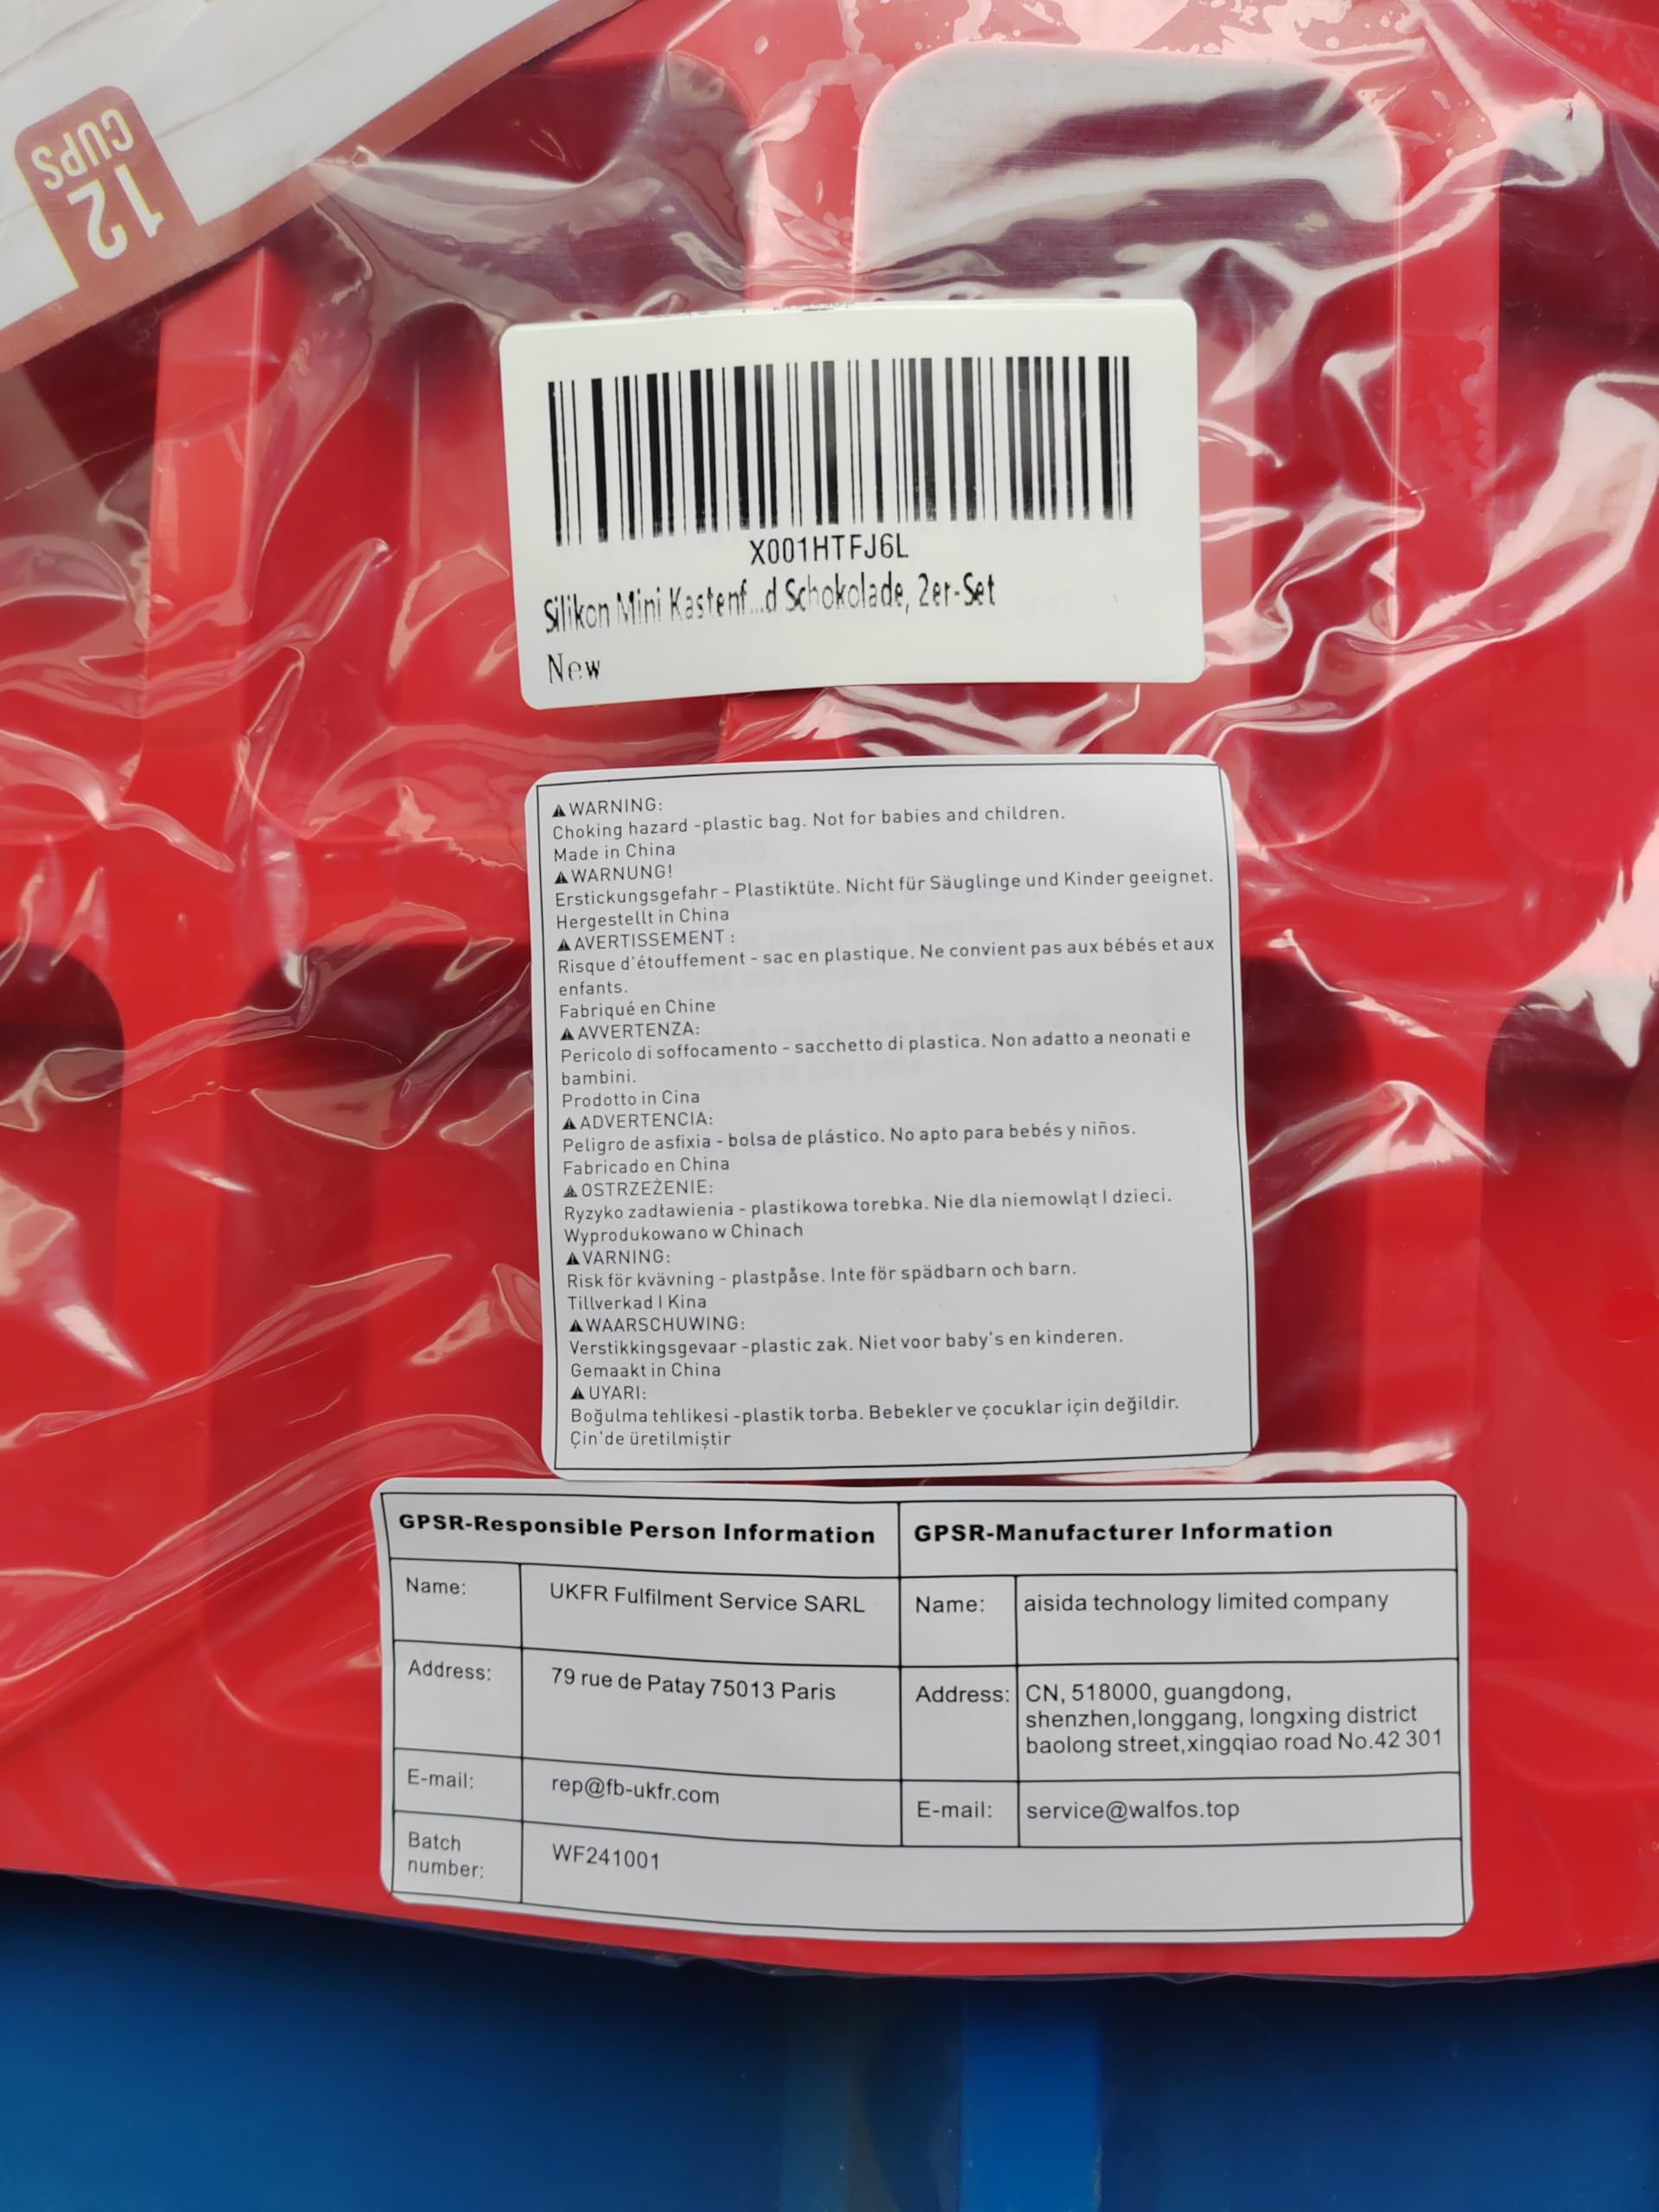 12
CUPS
X001HTFJ6L
Silikon Mini Kastenf...d Schokolade, 2er-Set
New
⚠WARNING:
Choking hazard -plastic bag. Not for babies and children.
Made in China
⚠WARNUNG!
Erstickungsgefahr - Plastiktüte. Nicht für Säuglinge und Kinder geeignet.
Hergestellt in China
⚠AVERTISSEMENT :
Risque d'étouffement - sac en plastique. Ne convient pas aux bébés et aux
enfants.
Fabriqué en Chine
⚠AVVERTENZA:
Pericolo di soffocamento - sacchetto di plastica. Non adatto a neonati e
bambini.
Prodotto in Cina
⚠ADVERTENCIA:
Peligro de asfixia - bolsa de plástico. No apto para bebés y niños.
Fabricado en China
⚠OSTRZEŻENIE:
Ryzyko zadławienia - plastikowa torebka. Nie dla niemowląt I dzieci.
Wyprodukowano w Chinach
⚠VARNING:
Risk för kvävning - plastpåse. Inte för spädbarn och barn.
Tillverkad I Kina
⚠WAARSCHUWING:
Verstikkingsgevaar -plastic zak. Niet voor baby's en kinderen.
Gemaakt in China
⚠UYARI:
Boğulma tehlikesi -plastik torba. Bebekler ve çocuklar için değildir.
Çin'de üretilmiştir
GPSR-Responsible Person Information
Name: UKFR Fulfilment Service SARL
Address: 79 rue de Patay 75013 Paris
E-mail: rep@fb-ukfr.com
Batch
number: WF241001
GPSR-Manufacturer Information
Name: aisida technology limited company
Address: CN, 518000, guangdong,
shenzhen,longgang, longxing district
baolong street,xingqiao road No.42 301
E-mail: service@walfos.top